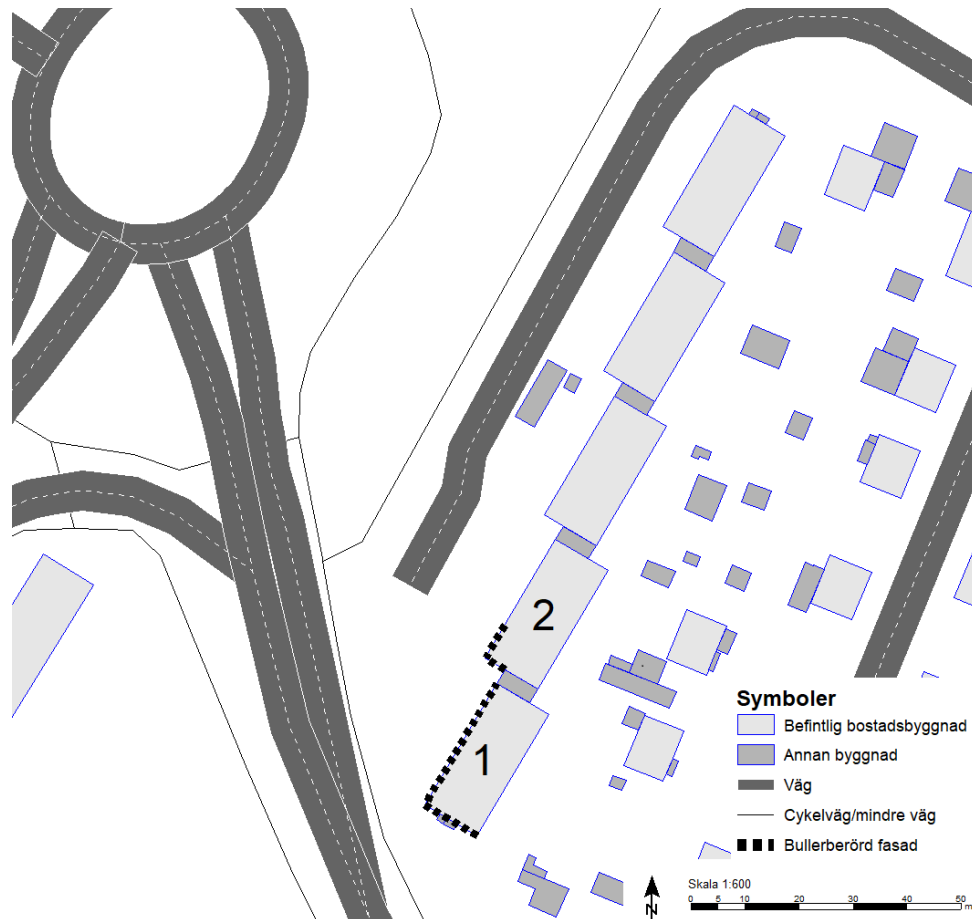 2
1
Symboler
Befintlig bostadsbyggnad
Annan byggnad
Väg
Cykelväg/mindre väg
Bullerberörd fasad
Skala 1:600
0 5 10 20 30 40 50
m
N